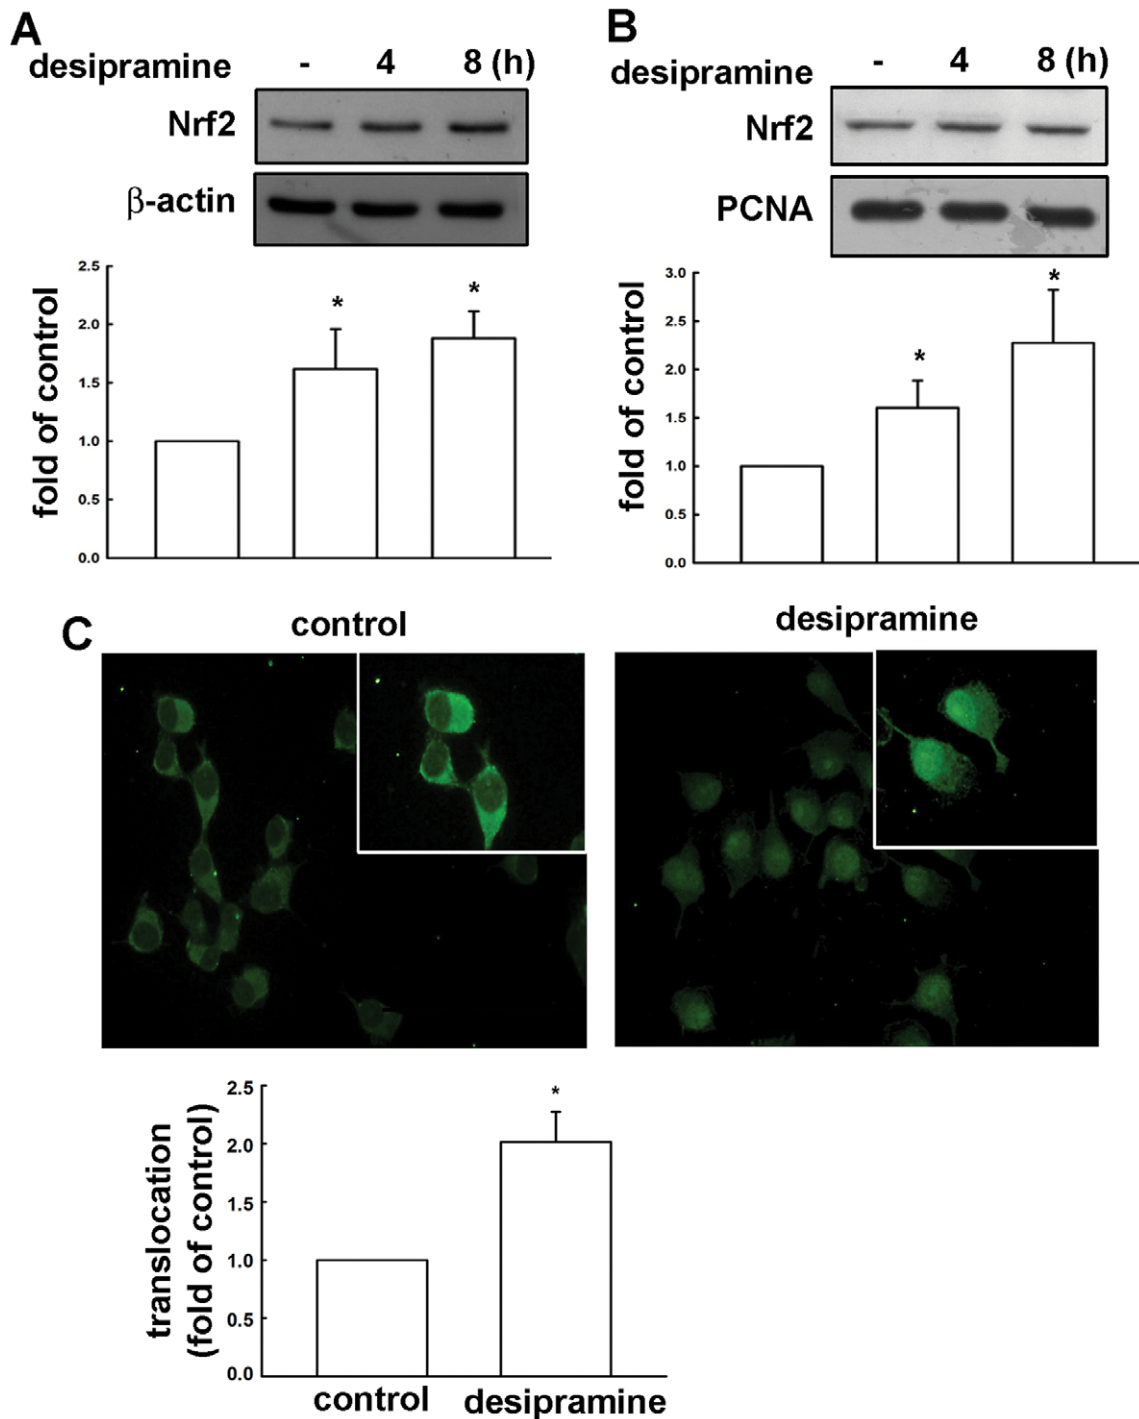 A
desipramine - 4 8 (h)
Nrf2
β-actin
2.5
2.0
1.5
1.0
0.5
0.0
fold of control
* *
B
desipramine - 4 8 (h)
Nrf2
PCNA
3.0
2.5
2.0
1.5
1.0
0.5
0.0
fold of control
* *
C
control desipramine
2.5
2.0
1.5
1.0
0.5
0.0
translocation
(fold of control)
*
control desipramine